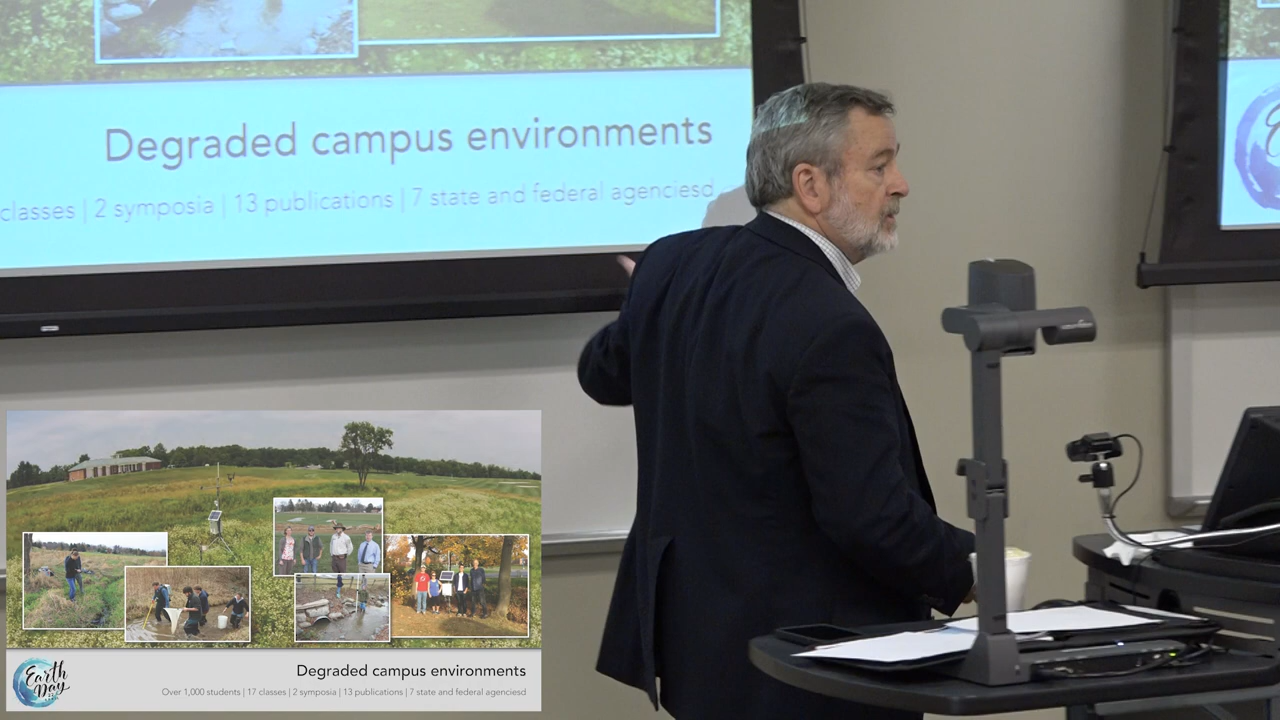 Degraded campus environments
classes | 2 symposia | 13 publications | 7 state and federal agenciesd
Earth
Day
Degraded campus environments
Over 1,000 students | 17 classes | 2 symposia | 13 publications | 7 state and federal agenciesd